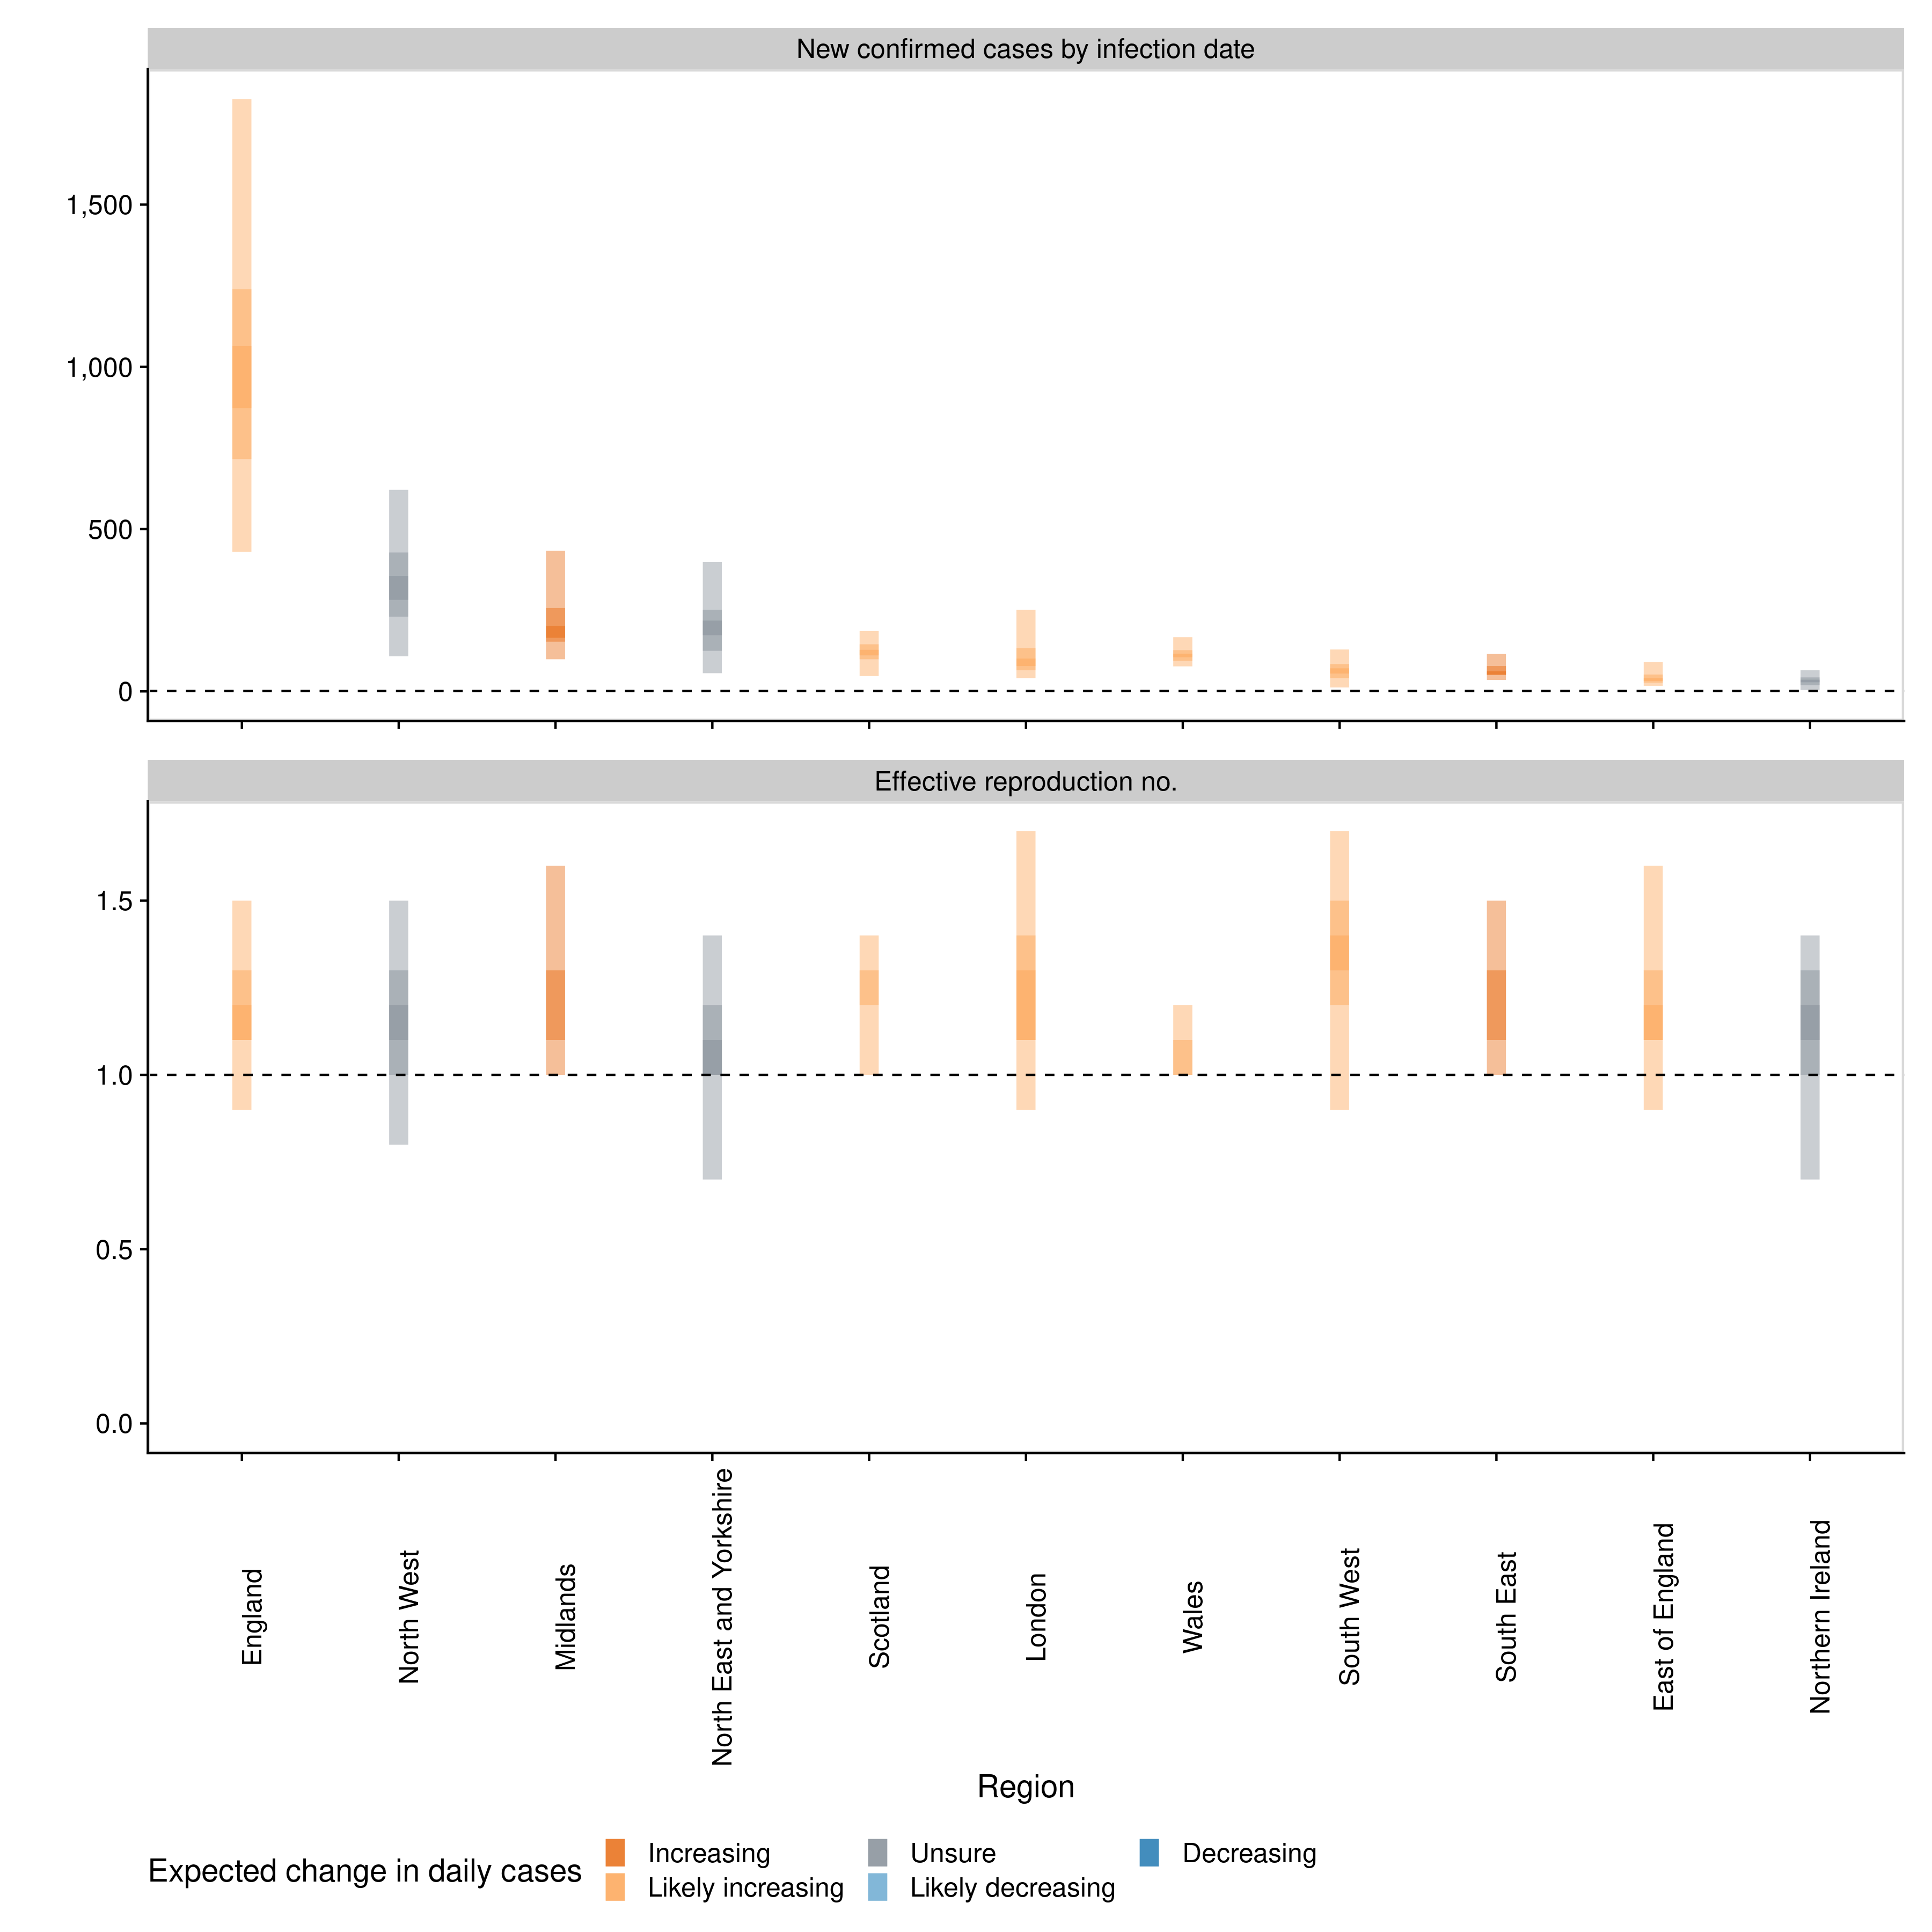 New confirmed cases by infection date
1,500
1,000
500
0
Effective reproduction no.
1.5
1.0
0.5
0.0
England
North West
Midlands
North East and Yorkshire
Scotland
London
Wales
South West
South East
East of England
Northern Ireland
Region
Expected change in daily cases
Increasing
Likely increasing
Unsure
Likely decreasing
Decreasing